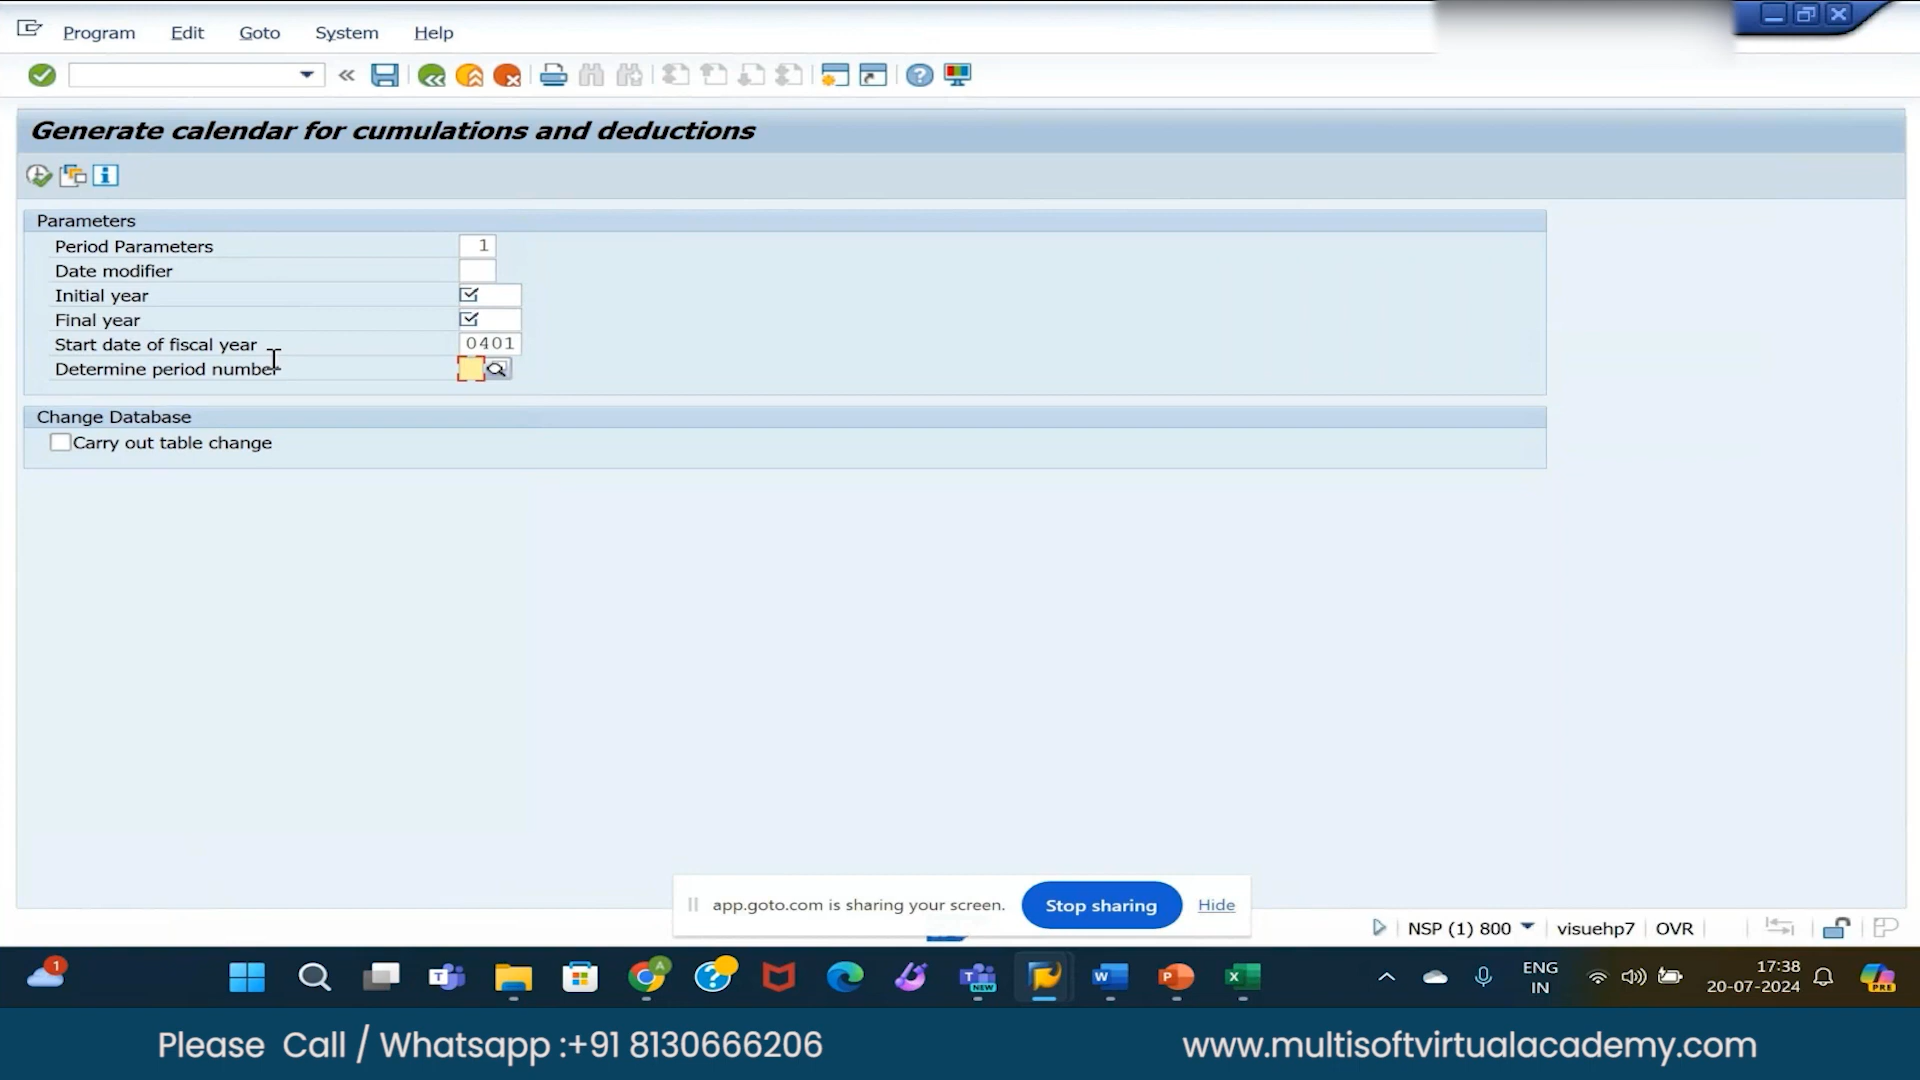 Program Edit Goto System Help
Generate calendar for cumulations and deductions
Parameters
Period Parameters 1
Date modifier
Initial year
Final year
Start date of fiscal year 0401
Determine period number
Change Database
Carry out table change
app.goto.com is sharing your screen. Stop sharing Hide
NSP (1) 800 visuehp7 OVR
1
A
T
NEW
W
P
X
ENG
IN
17:38
20-07-2024
PRE
Please Call / Whatsapp :+91 8130666206
www.multisoftvirtualacademy.com